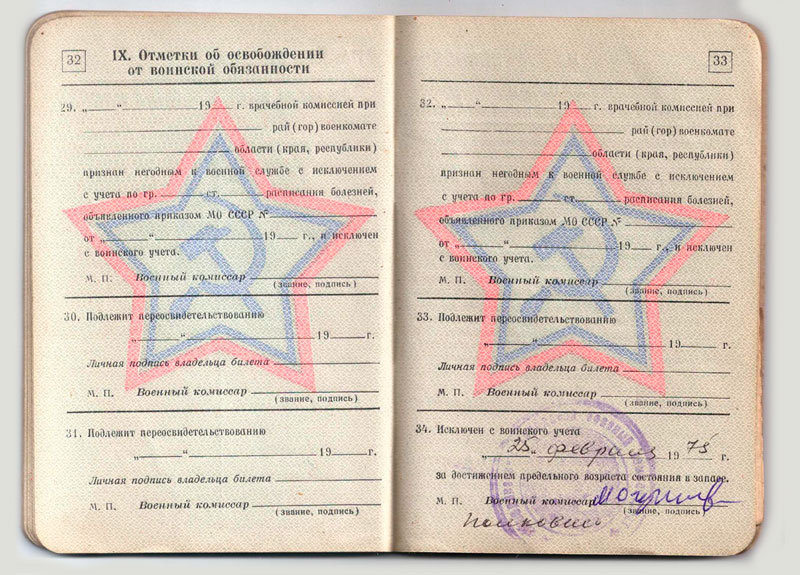 32
IX. Отметки об освобождении
от воинской обязанности
29. „ “ 19 г. врачебной комиссией при
рай (гор) военкомате
области (края, республики)
признан негодным к военной службе с исключением
с учета по гр. ст. расписания болезней,
объявленного приказом МО СССР №
от „ “ 19 г., и исключен
с воинского учета.
М. П. Военный комиссар
(звание, подпись)
30. Подлежит переосвидетельствованию
„ “ 19 г.
Личная подпись владельца билета
М. П. Военный комиссар
(звание, подпись)
31. Подлежит переосвидетельствованию
„ “ 19 г.
Личная подпись владельца билета
М. П. Военный комиссар
(звание, подпись)
33
32. „ “ 19 г. врачебной комиссией при
рай (гор) военкомате
области (края, республики)
признан негодным к военной службе с исключением
с учета по гр. ст. расписания болезней,
объявленного приказом МО СССР №
от „ “ 19 г., и исключен
с воинского учета.
М. П. Военный комиссар
(звание, подпись)
33. Подлежит переосвидетельствованию
„ “ 19 г.
Личная подпись владельца билета
М. П. Военный комиссар
(звание, подпись)
34. Исключен с воинского учета
„25“ февраля 1975 г.
за достижением предельного возраста состояния в запасе.
М. П. Военный комиссар
(звание, подпись)
полковник